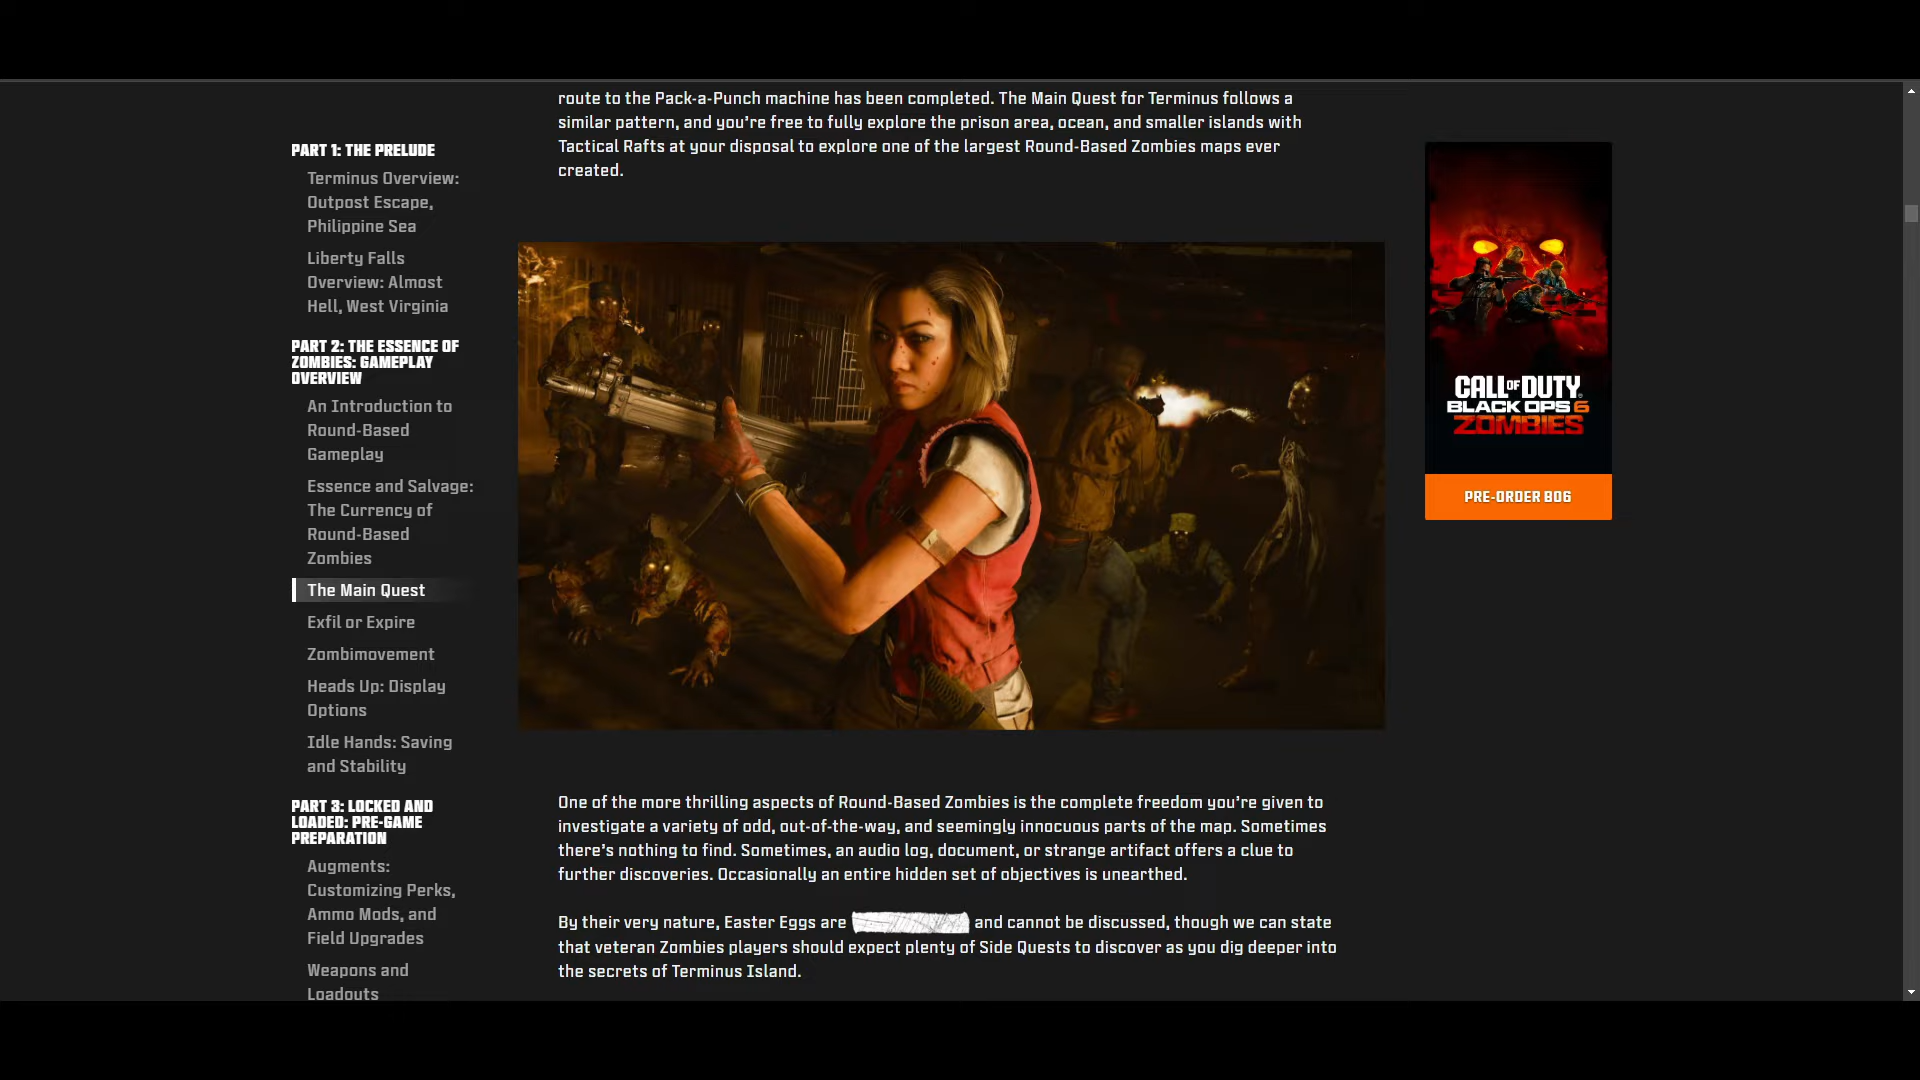 route to the Pack-a-Punch machine has been completed. The Main Quest for Terminus follows a
similar pattern, and you're free to fully explore the prison area, ocean, and smaller islands with
Tactical Rafts at your disposal to explore one of the largest Round-Based Zombies maps ever
created.
PART 1: THE PRELUDE
Terminus Overview:
Outpost Escape,
Philippine Sea
Liberty Falls
Overview: Almost
Hell, West Virginia
PART 2: THE ESSENCE OF
ZOMBIES: GAMEPLAY
OVERVIEW
An Introduction to
Round-Based
Gameplay
Essence and Salvage:
The Currency of
Round-Based
Zombies
The Main Quest
Exfil or Expire
Zombimovement
Heads Up: Display
Options
Idle Hands: Saving
and Stability
PART 3: LOCKED AND
LOADED: PRE-GAME
PREPARATION
Augments:
Customizing Perks,
Ammo Mods, and
Field Upgrades
Weapons and
Loadouts
CALL OF DUTY
BLACK OPS 6
ZOMBIES
PRE-ORDER BO6
One of the more thrilling aspects of Round-Based Zombies is the complete freedom you're given to
investigate a variety of odd, out-of-the-way, and seemingly innocuous parts of the map. Sometimes
there's nothing to find. Sometimes, an audio log, document, or strange artifact offers a clue to
further discoveries. Occasionally an entire hidden set of objectives is unearthed.
By their very nature, Easter Eggs are and cannot be discussed, though we can state
that veteran Zombies players should expect plenty of Side Quests to discover as you dig deeper into
the secrets of Terminus Island.